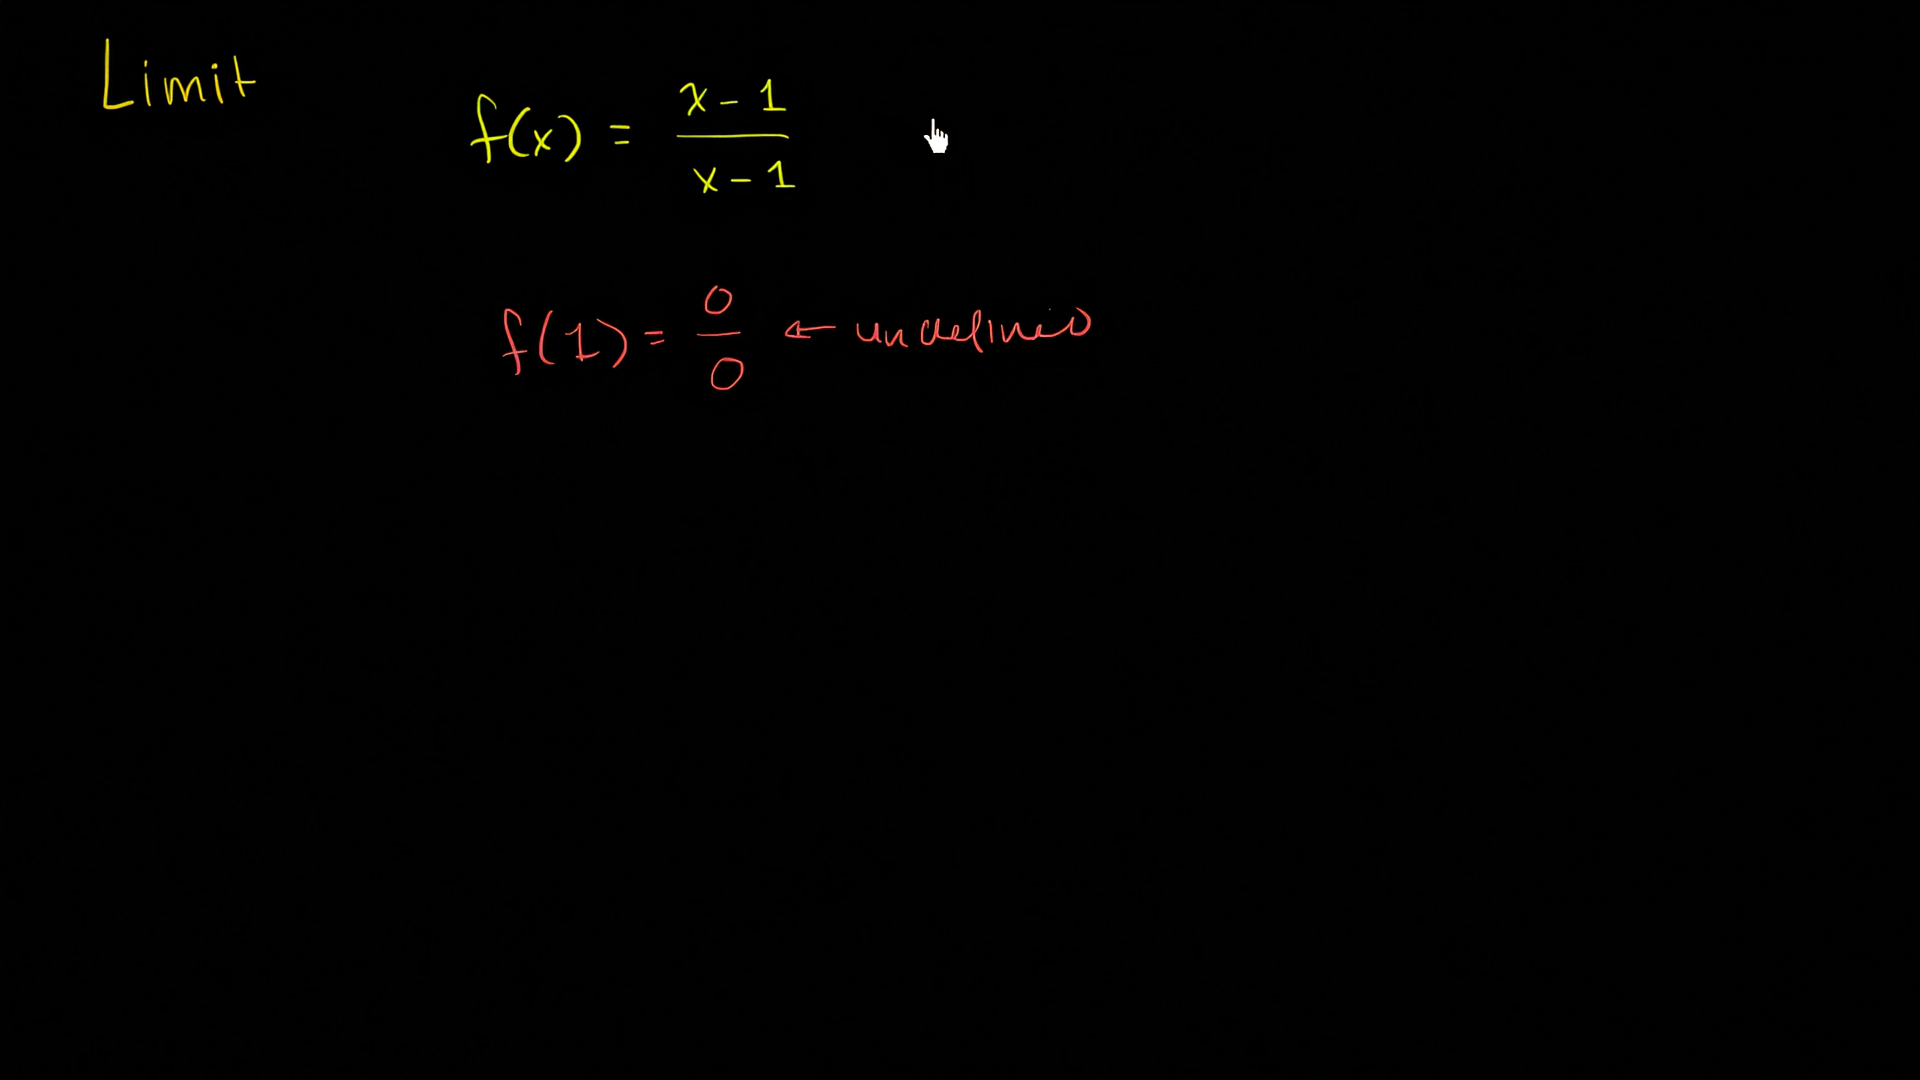 Limit
f(x) = x - 1 / x - 1
f(1) = 0 / 0 ← undefined